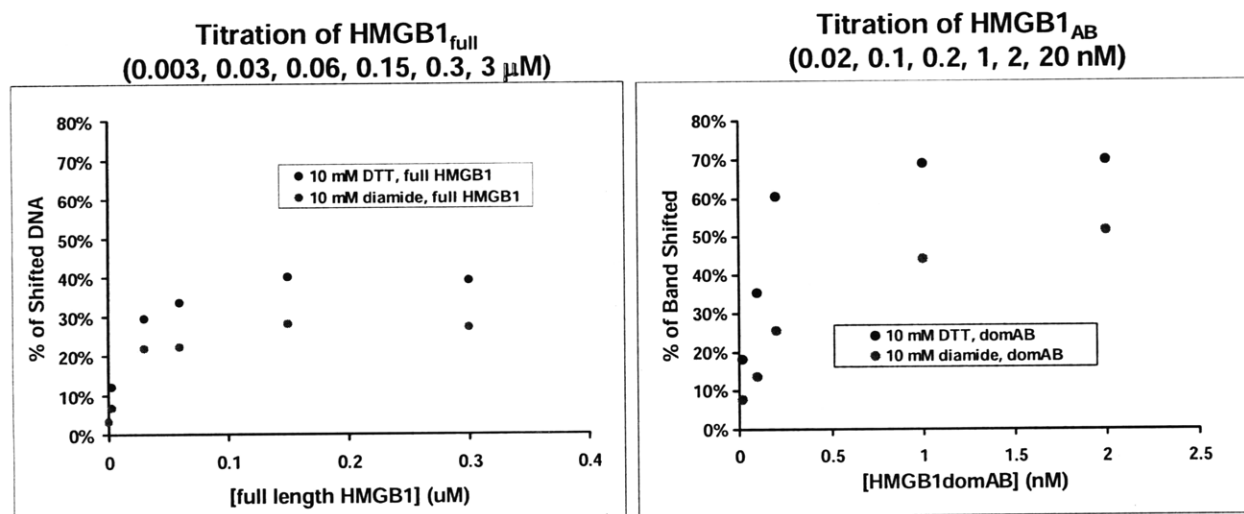 Titration of HMGB1full
(0.003, 0.03, 0.06, 0.15, 0.3, 3 μM)
80%
70%
60%
50%
40%
30%
20%
10%
0%
% of Shifted DNA
10 mM DTT, full HMGB1
10 mM diamide, full HMGB1
0
0.1
0.2
0.3
0.4
[full length HMGB1] (uM)
Titration of HMGB1AB
(0.02, 0.1, 0.2, 1, 2, 20 nM)
80%
70%
60%
50%
40%
30%
20%
10%
0%
% of Band Shifted
10 mM DTT, domAB
10 mM diamide, domAB
0
0.5
1
1.5
2
2.5
[HMGB1domAB] (nM)